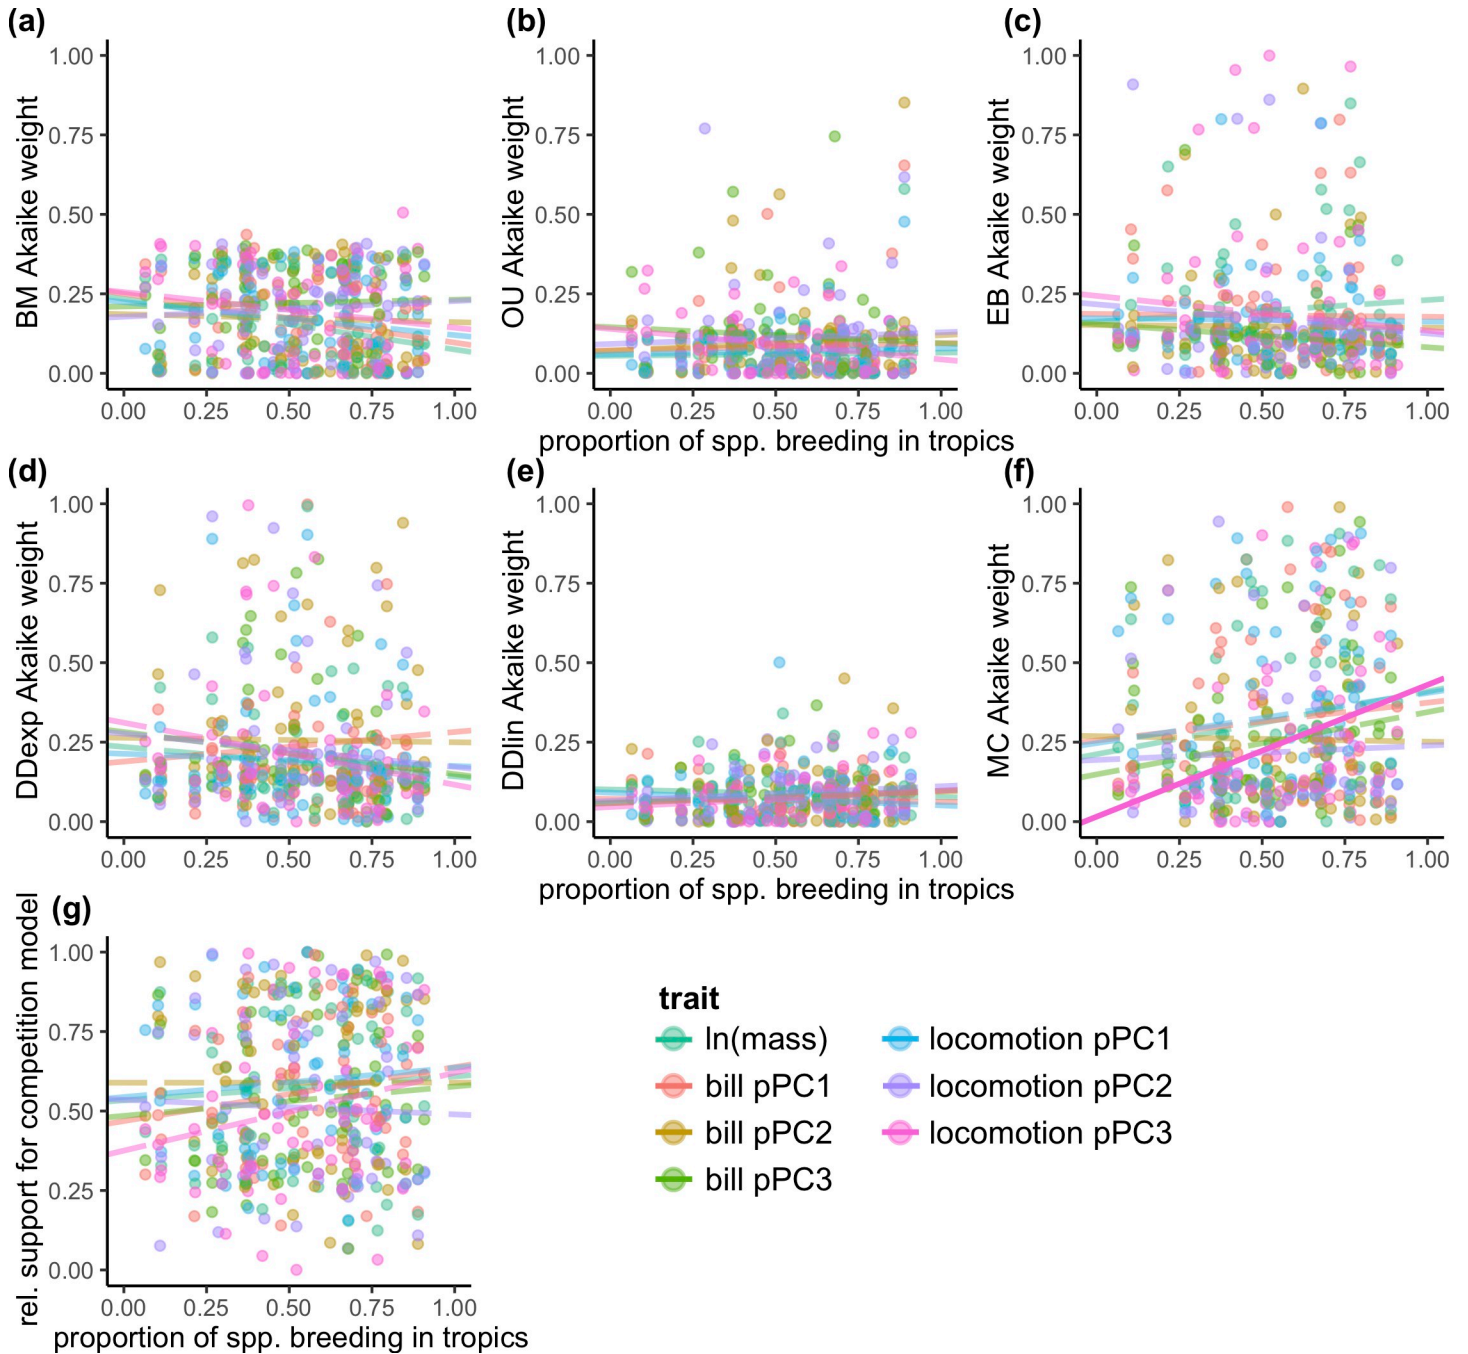 (a)
BM Akaike weight
1.00
0.75
0.50
0.25
0.00
0.00 0.25 0.50 0.75 1.00
(b)
OU Akaike weight
1.00
0.75
0.50
0.25
0.00
0.00 0.25 0.50 0.75 1.00
proportion of spp. breeding in tropics
(c)
EB Akaike weight
1.00
0.75
0.50
0.25
0.00
0.00 0.25 0.50 0.75 1.00
(d)
DDexp Akaike weight
1.00
0.75
0.50
0.25
0.00
0.00 0.25 0.50 0.75 1.00
(e)
DDlin Akaike weight
1.00
0.75
0.50
0.25
0.00
0.00 0.25 0.50 0.75 1.00
proportion of spp. breeding in tropics
(f)
MC Akaike weight
1.00
0.75
0.50
0.25
0.00
0.00 0.25 0.50 0.75 1.00
(g)
rel. support for competition model
1.00
0.75
0.50
0.25
0.00
0.00 0.25 0.50 0.75 1.00
proportion of spp. breeding in tropics
trait
ln(mass)
bill pPC1
bill pPC2
bill pPC3
locomotion pPC1
locomotion pPC2
locomotion pPC3